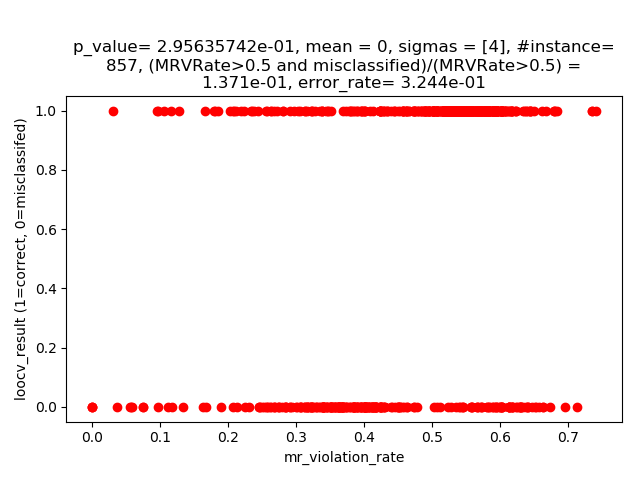 p_value= 2.95635742e-01, mean = 0, sigmas = [4], #instance=
857, (MRVRate>0.5 and misclassified)/(MRVRate>0.5) =
1.371e-01, error_rate= 3.244e-01
loocv_result (1=correct, 0=misclassifed)
1.0
0.8
0.6
0.4
0.2
0.0
0.0 0.1 0.2 0.3 0.4 0.5 0.6 0.7
mr_violation_rate